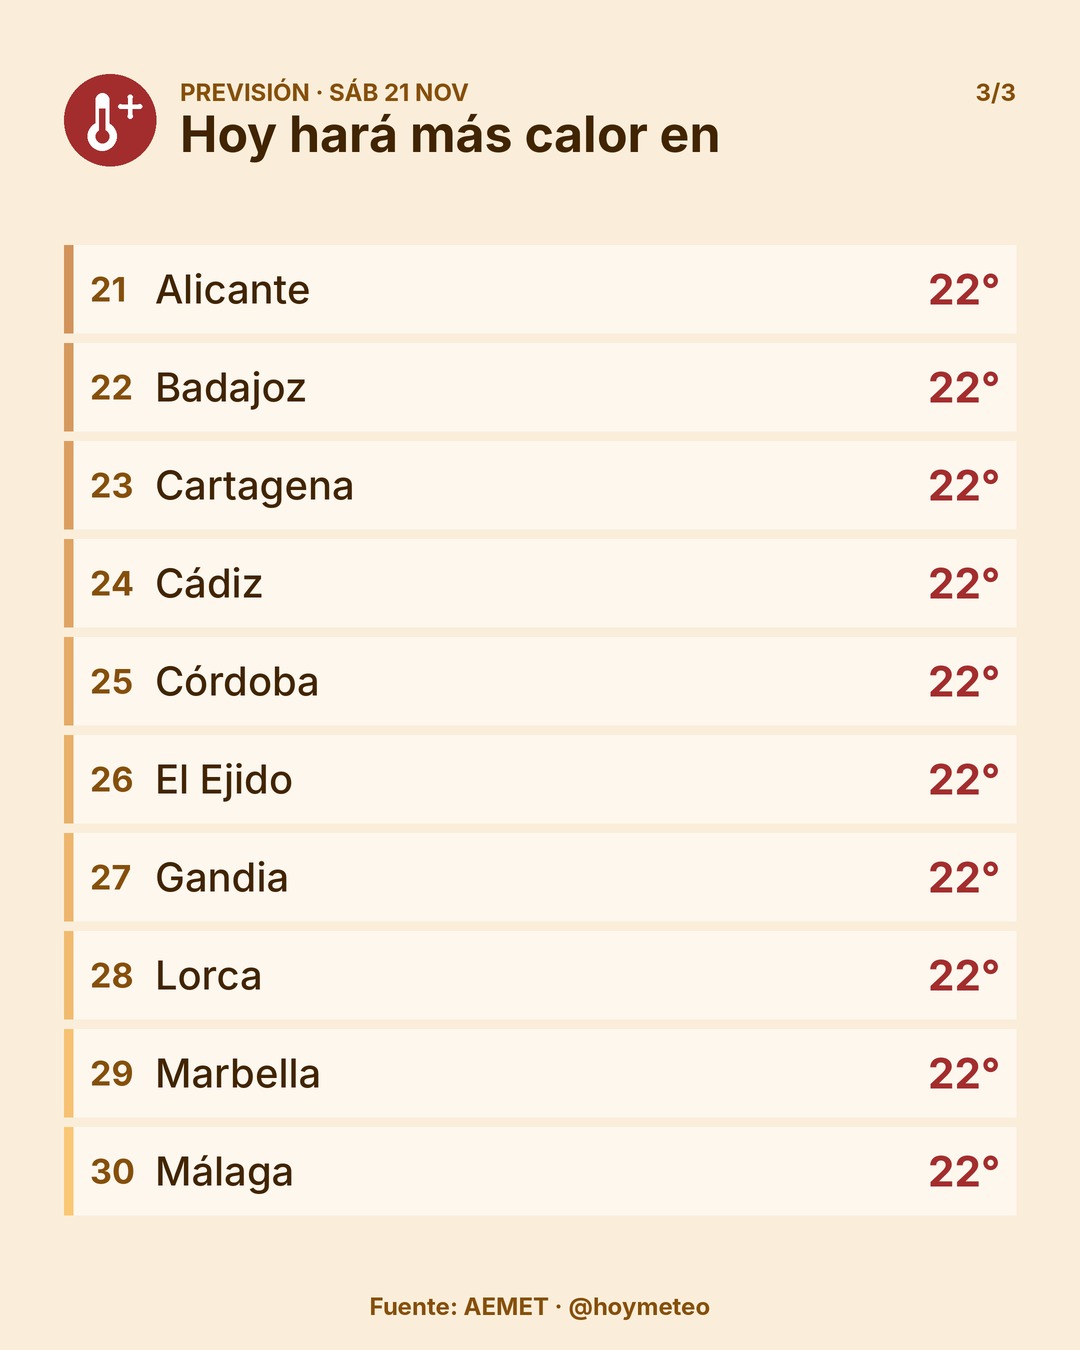 PREVISIÓN · SÁB 21 NOV
3/3
Hoy hará más calor en
21 Alicante 22°
22 Badajoz 22°
23 Cartagena 22°
24 Cádiz 22°
25 Córdoba 22°
26 El Ejido 22°
27 Gandia 22°
28 Lorca 22°
29 Marbella 22°
30 Málaga 22°
Fuente: AEMET · @hoymeteo